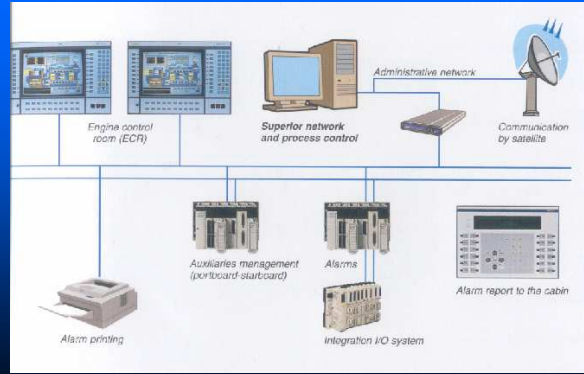 Administrative network
Engine control
room (ECR)
Superior network
and process control
Communication
by satellite
Auxiliaries management
(portboard-starboard)
Alarms
Alarm report to the cabin
Alarm printing
Integration I/O system